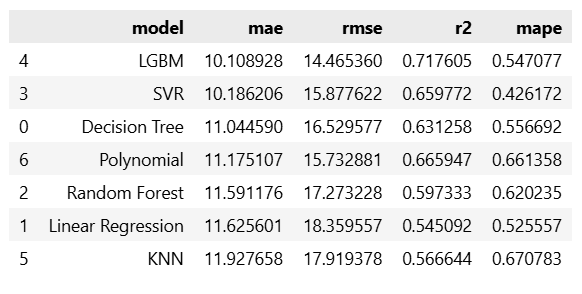 model mae rmse r2 mape
4 LGBM 10.108928 14.465360 0.717605 0.547077
3 SVR 10.186206 15.877622 0.659772 0.426172
0 Decision Tree 11.044590 16.529577 0.631258 0.556692
6 Polynomial 11.175107 15.732881 0.665947 0.661358
2 Random Forest 11.591176 17.273228 0.597333 0.620235
1 Linear Regression 11.625601 18.359557 0.545092 0.525557
5 KNN 11.927658 17.919378 0.566644 0.670783